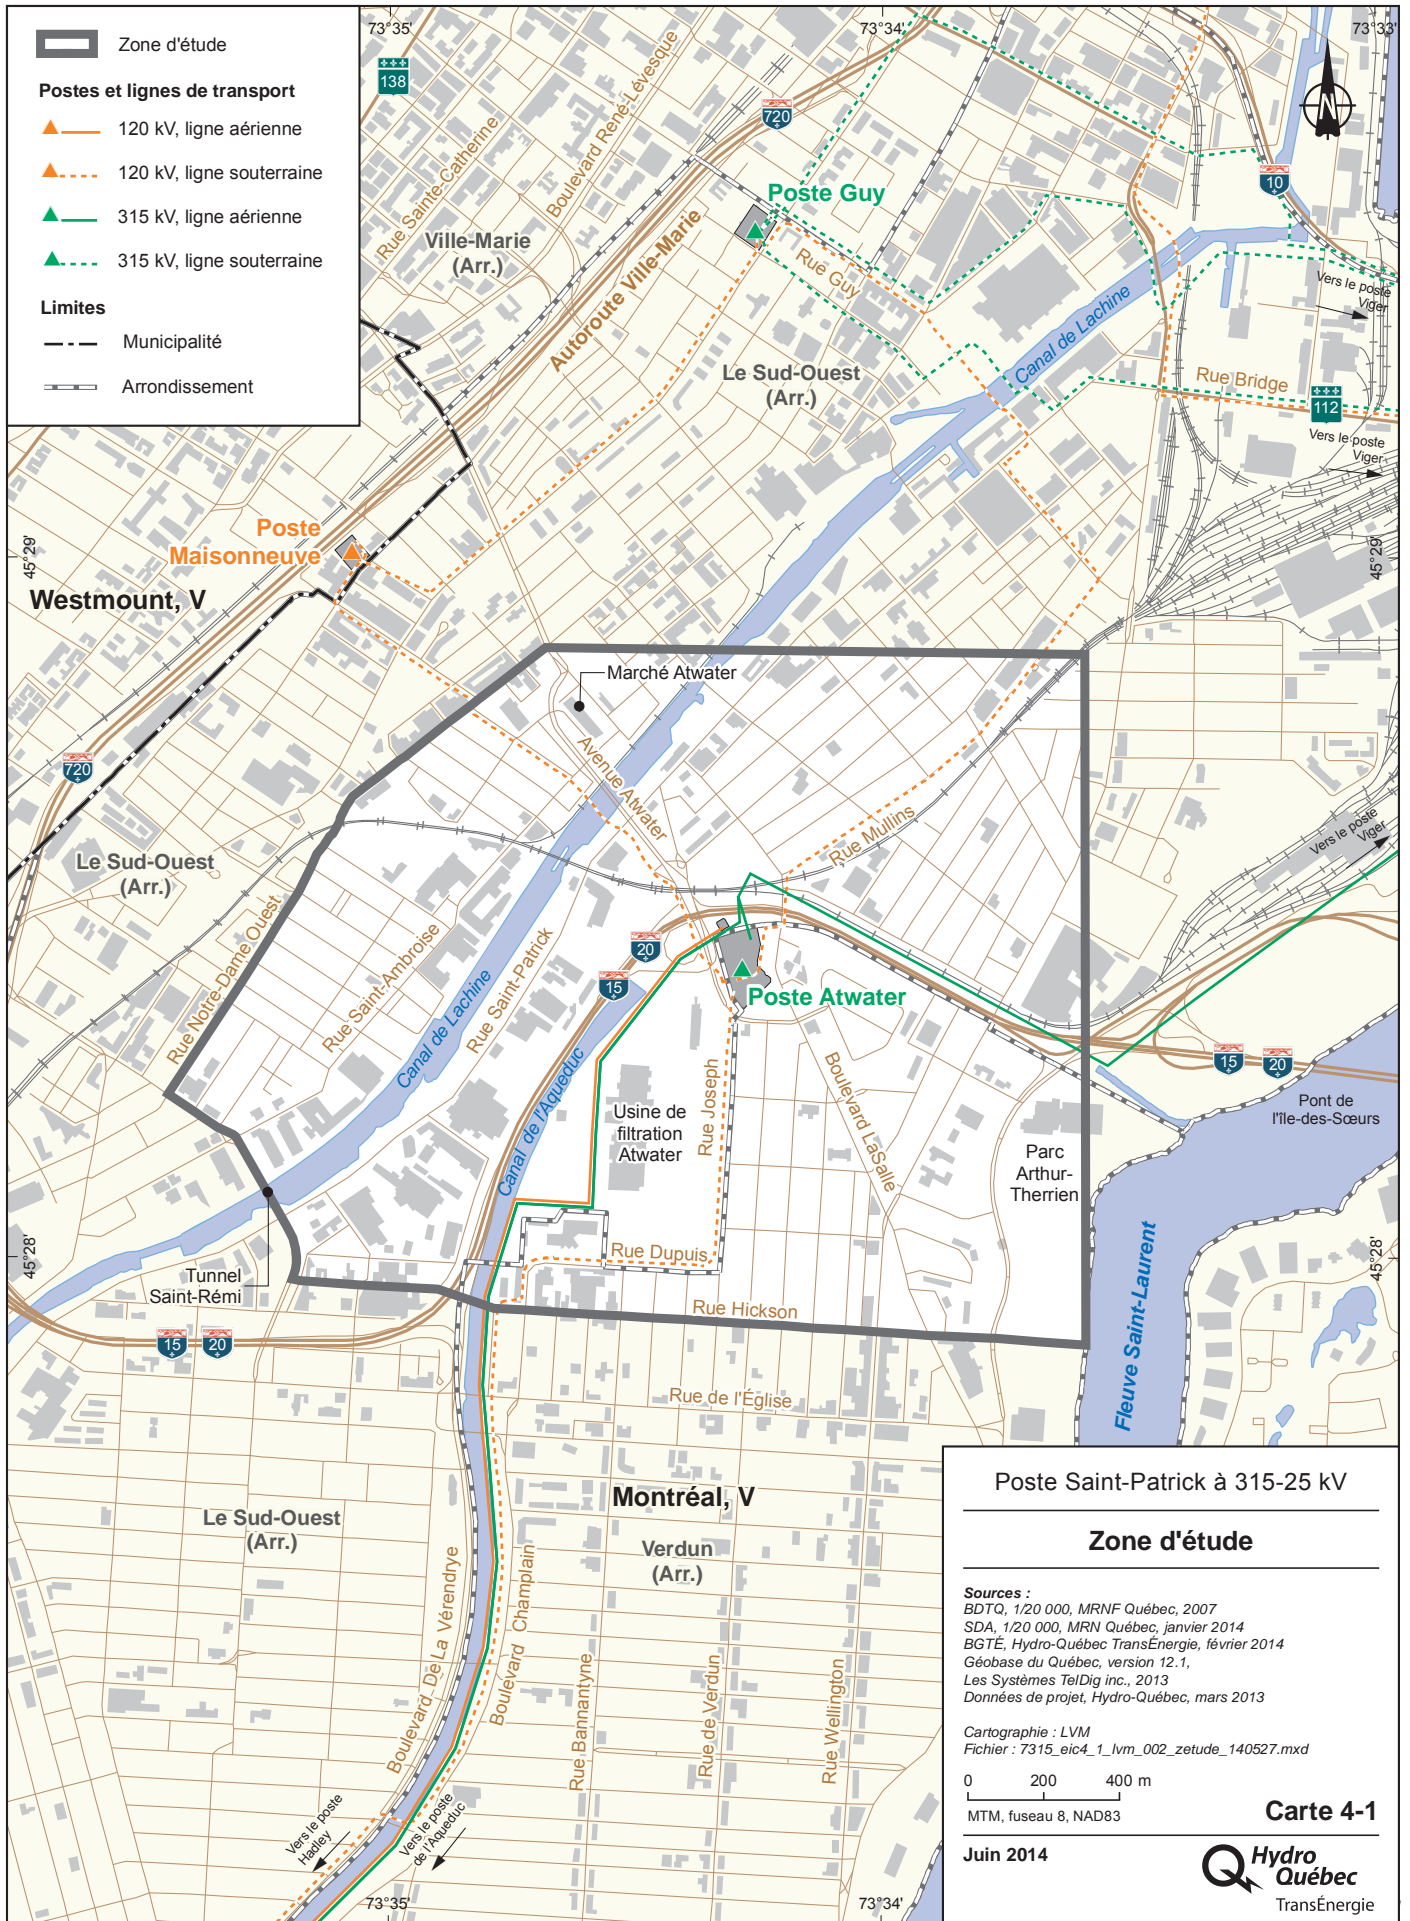 Zone d'étude
Postes et lignes de transport
120 kV, ligne aérienne
120 kV, ligne souterraine
315 kV, ligne aérienne
315 kV, ligne souterraine
Limites
Municipalité
Arrondissement
73°35'
73°34'
73°33'
138
720
10
N
Rue Sainte-Catherine
Boulevard René-Lévesque
Ville-Marie
(Arr.)
Autoroute Ville-Marie
Poste Guy
Rue Guy
Le Sud-Ouest
(Arr.)
Canal de Lachine
Vers le poste
Viger
Rue Bridge
112
Vers le poste
Viger
Poste
Maisonneuve
45°29'
45°29'
Westmount, V
Marché Atwater
Avenue Atwater
720
Le Sud-Ouest
(Arr.)
Rue Mullins
Vers le poste
Viger
Rue Notre-Dame Ouest
Rue Saint-Ambroise
Canal de Lachine
Rue Saint-Patrick
20
15
Poste Atwater
Canal de l'Aqueduc
Usine de
filtration
Atwater
Rue Joseph
Boulevard LaSalle
15
20
Pont de
l'île-des-Sœurs
Parc
Arthur-
Therrien
Tunnel
Saint-Rémi
45°28'
45°28'
Rue Dupuis
Rue Hickson
15
20
Fleuve Saint-Laurent
Rue de l'Église
Montréal, V
Le Sud-Ouest
(Arr.)
Verdun
(Arr.)
Boulevard De La Vérendrye
Boulevard Champlain
Rue Bannantyne
Rue de Verdun
Rue Wellington
Vers le poste
Hadley
Vers le poste
de l'Aqueduc
73°35'
73°34'
Poste Saint-Patrick à 315-25 kV
Zone d'étude
Sources :
BDTQ, 1/20 000, MRNF Québec, 2007
SDA, 1/20 000, MRN Québec, janvier 2014
BGTÉ, Hydro-Québec TransÉnergie, février 2014
Géobase du Québec, version 12.1,
Les Systèmes TelDig inc., 2013
Données de projet, Hydro-Québec, mars 2013
Cartographie : LVM
Fichier : 7315_eic4_1_lvm_002_zetude_140527.mxd
0 200 400 m
MTM, fuseau 8, NAD83
Carte 4-1
Juin 2014
Hydro
Québec
TransÉnergie